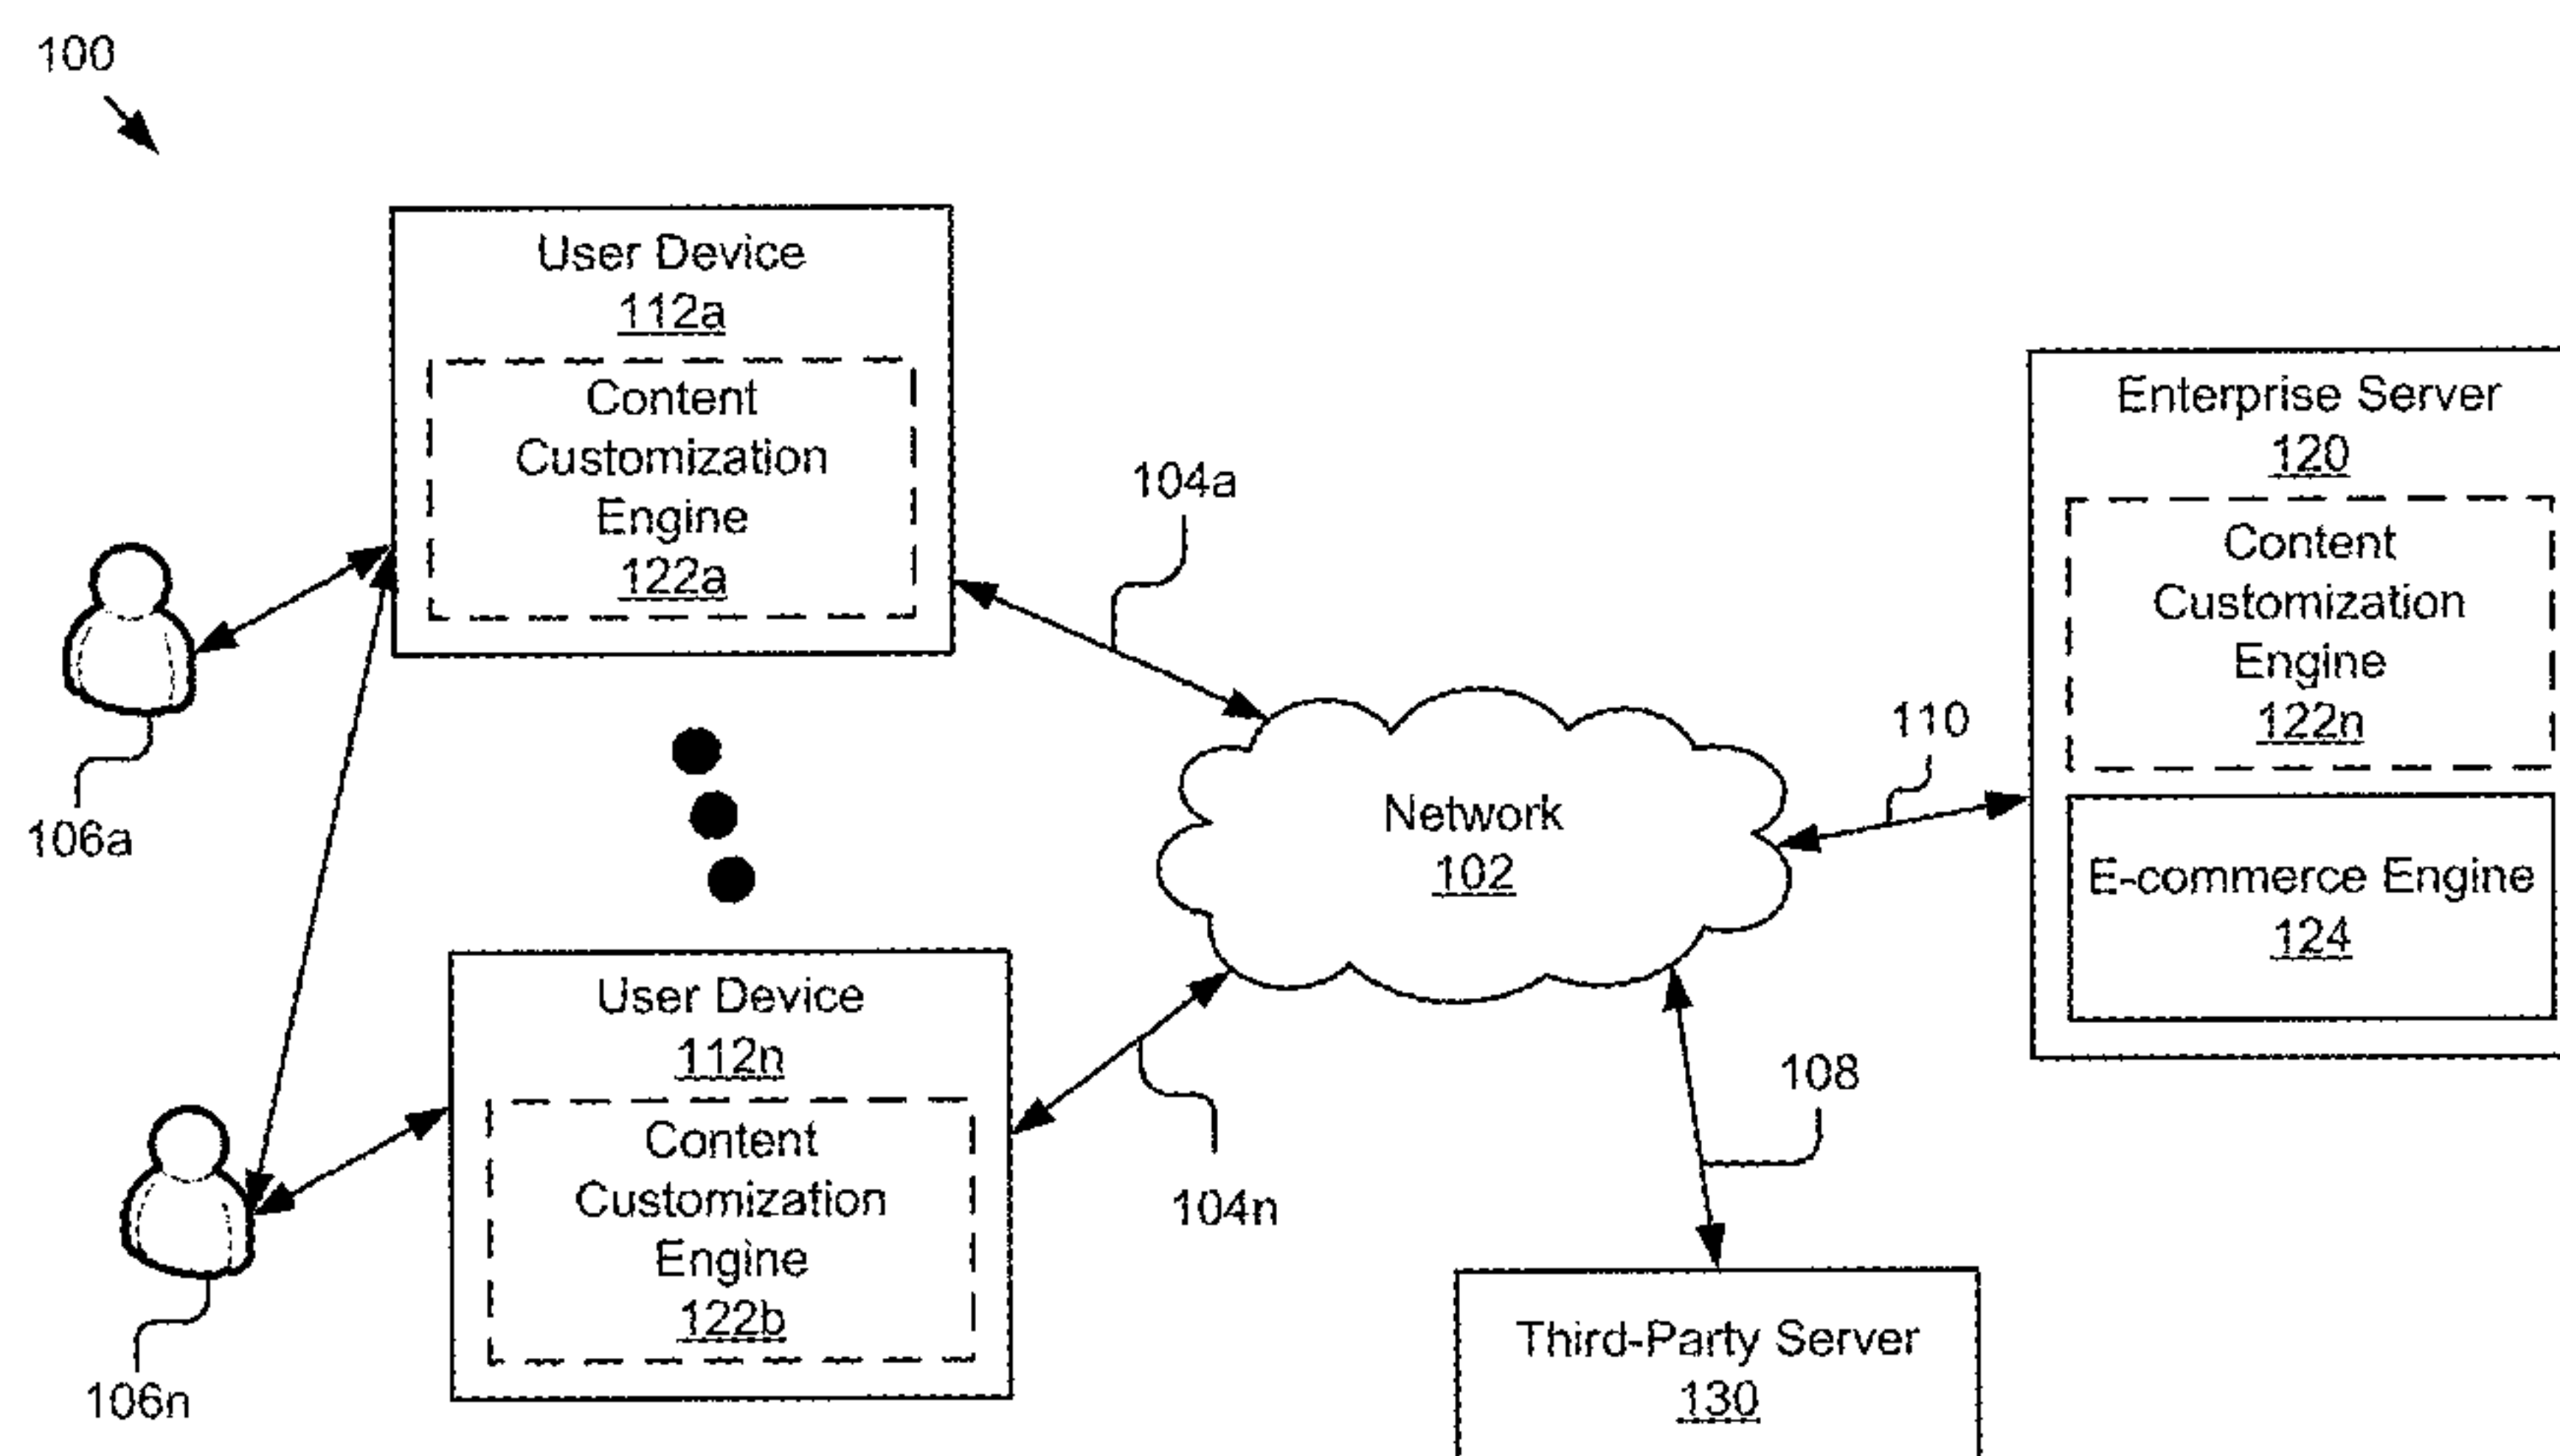 100
User Device
112a
Content
Customization
Engine
122a
104a
106a
Enterprise Server
120
Content
Customization
Engine
122n
110
E-commerce Engine
124
Network
102
User Device
112n
Content
Customization
Engine
122b
104n
108
106n
Third-Party Server
130